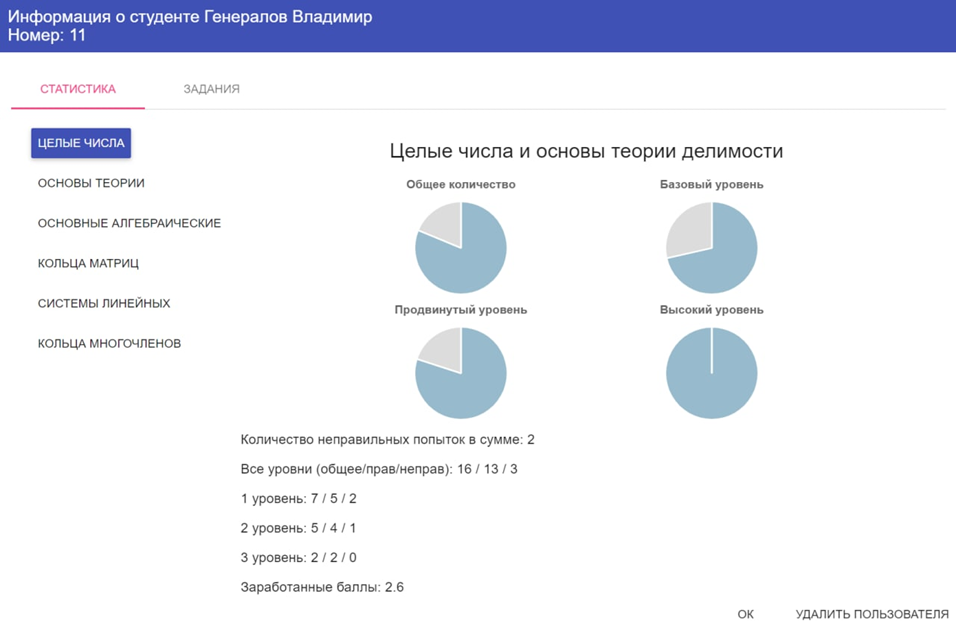 Информация о студенте Генералов Владимир
Номер: 11
СТАТИСТИКА
ЗАДАНИЯ
ЦЕЛЫЕ ЧИСЛА
ОСНОВЫ ТЕОРИИ
ОСНОВНЫЕ АЛГЕБРАИЧЕСКИЕ
КОЛЬЦА МАТРИЦ
СИСТЕМЫ ЛИНЕЙНЫХ
КОЛЬЦА МНОГОЧЛЕНОВ
Целые числа и основы теории делимости
Общее количество
Базовый уровень
Продвинутый уровень
Высокий уровень
Количество неправильных попыток в сумме: 2
Все уровни (общее/прав/неправ): 16 / 13 / 3
1 уровень: 7 / 5 / 2
2 уровень: 5 / 4 / 1
3 уровень: 2 / 2 / 0
Заработанные баллы: 2.6
ОК
УДАЛИТЬ ПОЛЬЗОВАТЕЛЯ